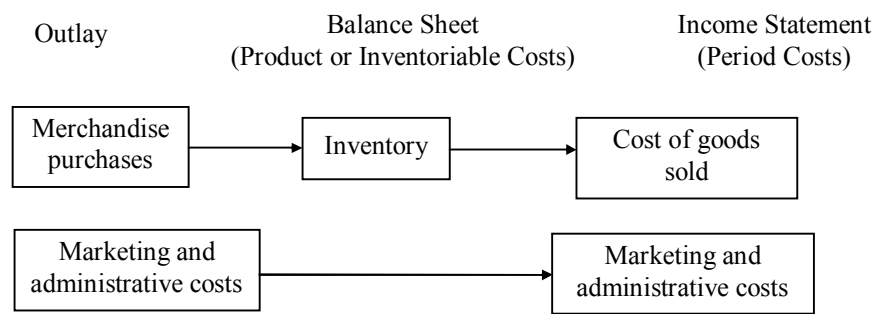 Outlay
Balance Sheet
(Product or Inventoriable Costs)
Income Statement
(Period Costs)
Merchandise
purchases
Inventory
Cost of goods
sold
Marketing and
administrative costs
Marketing and
administrative costs